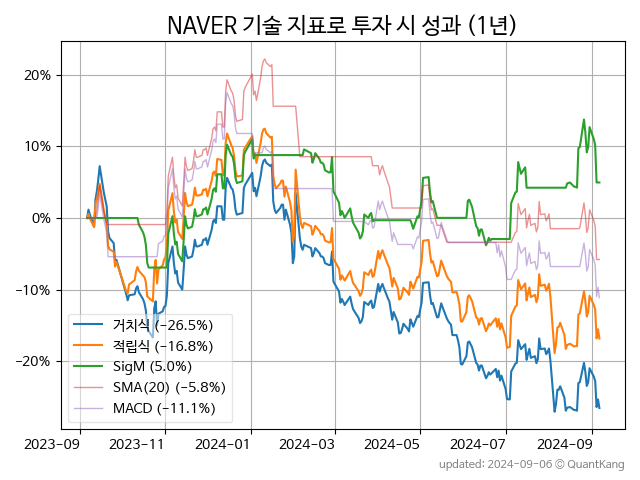 NAVER 기술 지표로 투자 시 성과 (1년)
20%
10%
0%
−10%
−20%
거치식 (−26.5%)
적립식 (−16.8%)
SigM (5.0%)
SMA(20) (−5.8%)
MACD (−11.1%)
2023-09 2023-11 2024-01 2024-03 2024-05 2024-07 2024-09
updated: 2024-09-06 ⓒ QuantKang